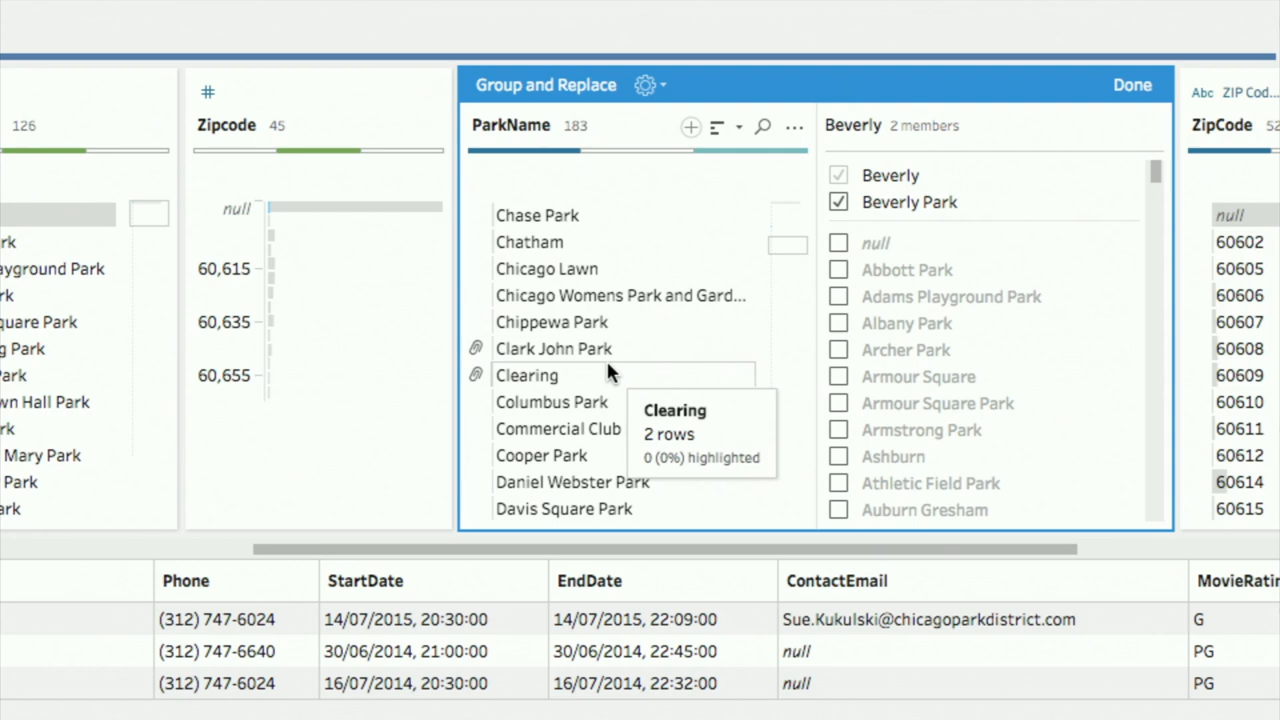 126
rk
ayground Park
rk
quare Park
g Park
Park
wn Hall Park
rk
Mary Park
Park
ark
#
Zipcode 45
null
60,615
60,635
60,655
Group and Replace
Done
ParkName 183
Chase Park
Chatham
Chicago Lawn
Chicago Womens Park and Gard...
Chippewa Park
Clark John Park
Clearing
Columbus Park
Commercial Club
Cooper Park
Daniel Webster Park
Davis Square Park
Clearing
2 rows
0 (0%) highlighted
Beverly 2 members
Beverly
Beverly Park
null
Abbott Park
Adams Playground Park
Albany Park
Archer Park
Armour Square
Armour Square Park
Armstrong Park
Ashburn
Athletic Field Park
Auburn Gresham
Abc ZIP Cod...
ZipCode 52
null
60602
60605
60606
60607
60608
60609
60610
60611
60612
60614
60615
Phone StartDate EndDate ContactEmail MovieRatin
(312) 747-6024 14/07/2015, 20:30:00 14/07/2015, 22:09:00 Sue.Kukulski@chicagoparkdistrict.com G
(312) 747-6640 30/06/2014, 21:00:00 30/06/2014, 22:45:00 null PG
(312) 747-6024 16/07/2014, 20:30:00 16/07/2014, 22:32:00 null PG